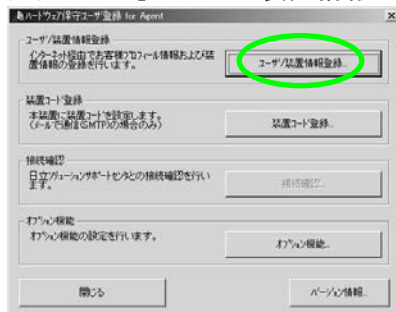 ハードウェア保守ユーザ登録 for Agent
ユーザ/装置情報登録
インターネット経由でお客様プロフィール情報および装
置情報の登録を行います。
ユーザ/装置情報登録...
装置コード登録
本装置に装置コードを設定します。
(メールで通信(SMTP)の場合のみ)
装置コード登録...
接続確認
日立ソリューションサポートセンタとの接続確認を行い
ます。
接続確認...
オプション機能
オプション機能の設定を行います。
オプション機能...
閉じる
バージョン情報...